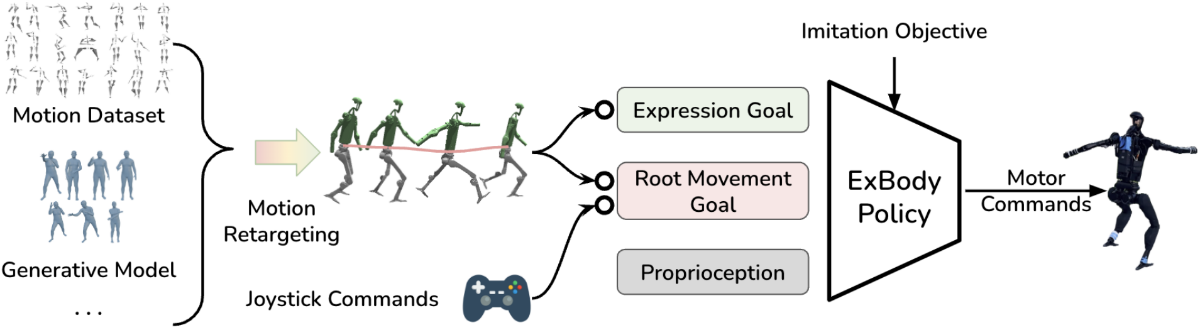 Motion Dataset
Generative Model
...
Motion
Retargeting
Joystick Commands
Expression Goal
Root Movement
Goal
Proprioception
Imitation Objective
ExBody
Policy
Motor
Commands